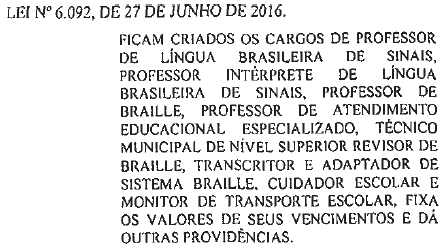 LEI Nº 6.092, DE 27 DE JUNHO DE 2016.
FICAM CRIADOS OS CARGOS DE PROFESSOR
DE LÍNGUA BRASILEIRA DE SINAIS,
PROFESSOR INTÉRPRETE DE LÍNGUA
BRASILEIRA DE SINAIS, PROFESSOR DE
BRAILLE, PROFESSOR DE ATENDIMENTO
EDUCACIONAL ESPECIALIZADO, TÉCNICO
MUNICIPAL DE NÍVEL SUPERIOR REVISOR DE
BRAILLE, TRANSCRITOR E ADAPTADOR DE
SISTEMA BRAILLE, CUIDADOR ESCOLAR E
MONITOR DE TRANSPORTE ESCOLAR, FIXA
OS VALORES DE SEUS VENCIMENTOS E DÁ
OUTRAS PROVIDÊNCIAS.